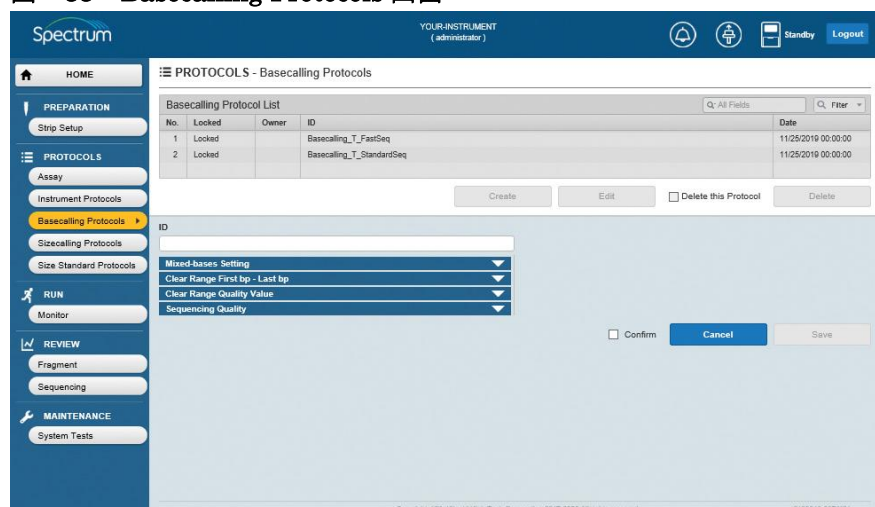 Spectrum
YOUR-INSTRUMENT
( administrator )
Standby
Logout
HOME
PREPARATION
Strip Setup
PROTOCOLS
Assay
Instrument Protocols
Basecalling Protocols
Sizecalling Protocols
Size Standard Protocols
RUN
Monitor
REVIEW
Fragment
Sequencing
MAINTENANCE
System Tests
PROTOCOLS - Basecalling Protocols
Basecalling Protocol List
All Fields
Filter
No. Locked Owner ID Date
1 Locked Basecalling_T_FastSeq 11/25/2019 00:00:00
2 Locked Basecalling_T_StandardSeq 11/25/2019 00:00:00
Create
Edit
Delete this Protocol
Delete
ID
Mixed-bases Setting
Clear Range First bp - Last bp
Clear Range Quality Value
Sequencing Quality
Confirm
Cancel
Save